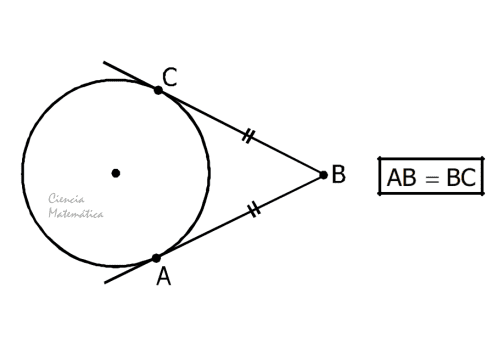 C
B
AB = BC
Ciencia
Matemática
A